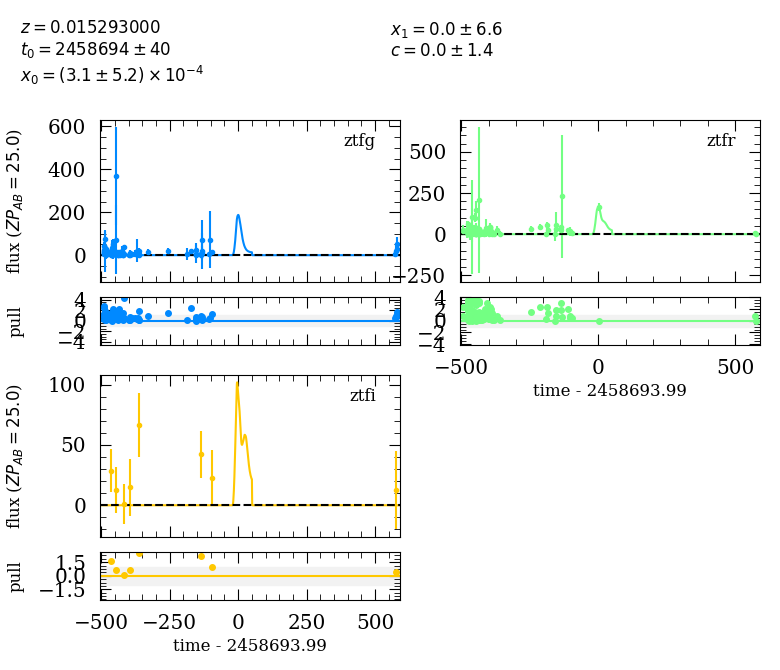 z = 0.015293000
t₀ = 2458694 ± 40
x₀ = (3.1 ± 5.2) × 10⁻⁴
x₁ = 0.0 ± 6.6
c = 0.0 ± 1.4
ztfg
600
400
200
0
flux (ZP_AB = 25.0)
ztfr
500
250
0
−250
4
2
0
−2
−4
pull
4
2
0
−2
−4
−500
0
500
time - 2458693.99
ztfi
100
50
0
flux (ZP_AB = 25.0)
1.5
0.0
−1.5
pull
−500
−250
0
250
500
time - 2458693.99